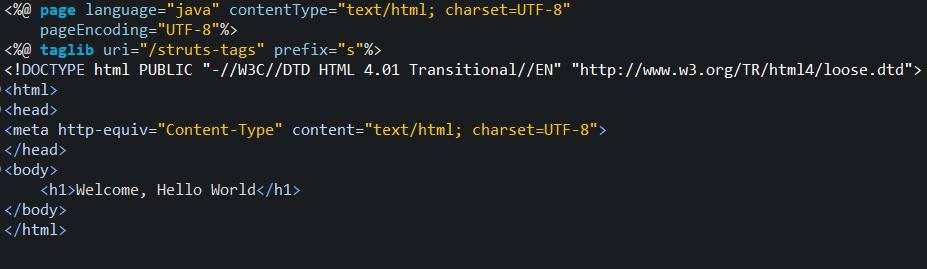 <%@ page language="java" contentType="text/html; charset=UTF-8"
    pageEncoding="UTF-8"%>
<%@ taglib uri="/struts-tags" prefix="s"%>
<!DOCTYPE html PUBLIC "-//W3C//DTD HTML 4.01 Transitional//EN" "http://www.w3.org/TR/html4/loose.dtd">
<html>
<head>
<meta http-equiv="Content-Type" content="text/html; charset=UTF-8">
</head>
<body>
    <h1>Welcome, Hello World</h1>
</body>
</html>